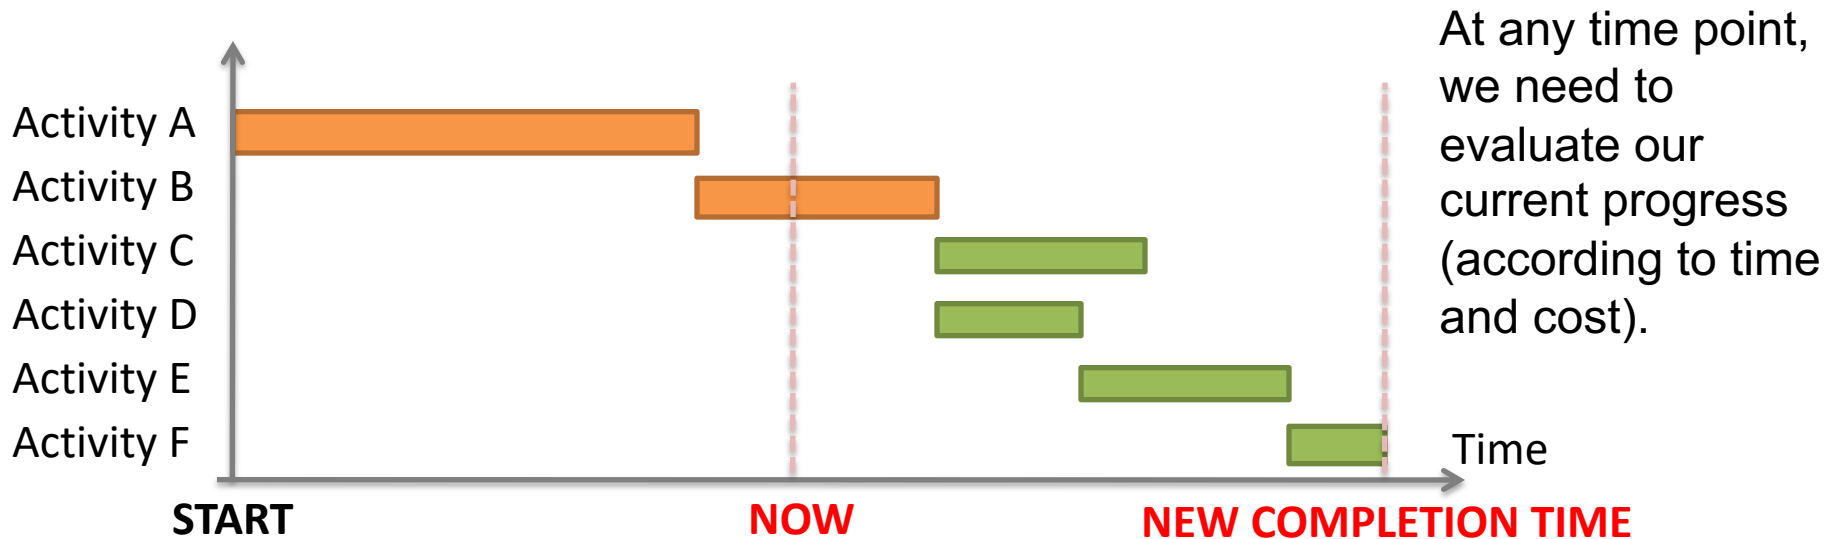 At any time point,
we need to
evaluate our
current progress
(according to time
and cost).
Activity A
Activity B
Activity C
Activity D
Activity E
Activity F
Time
START
NOW
NEW COMPLETION TIME